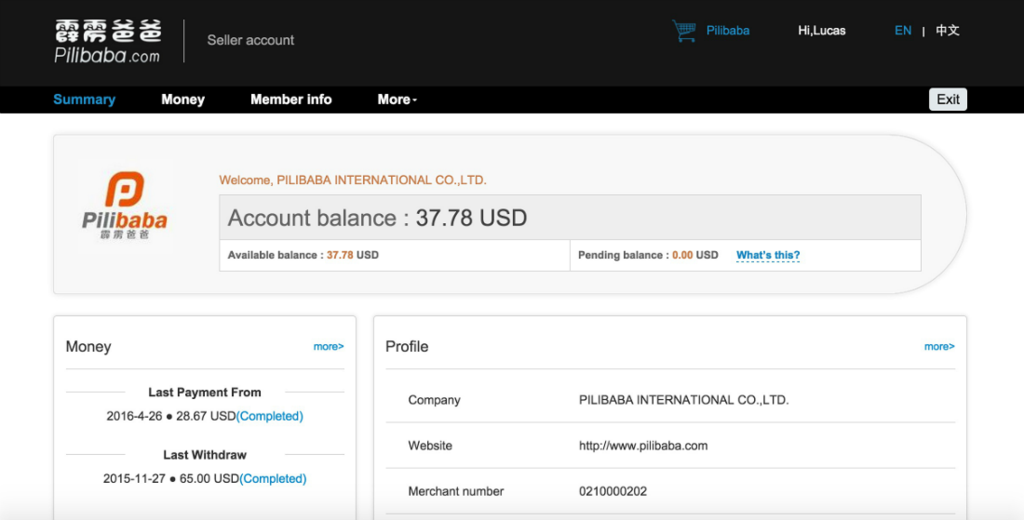 霹雳爸爸
Pilibaba.com
Seller account
Pilibaba
Hi,Lucas
EN | 中文
Summary Money Member info More
Exit
Pilibaba
霹雳爸爸
Welcome, PILIBABA INTERNATIONAL CO.,LTD.
Account balance : 37.78 USD
Available balance : 37.78 USD
Pending balance : 0.00 USD What's this?
Money more>
Last Payment From
2016-4-26 ● 28.67 USD(Completed)
Last Withdraw
2015-11-27 ● 65.00 USD(Completed)
Profile more>
Company PILIBABA INTERNATIONAL CO.,LTD.
Website http://www.pilibaba.com
Merchant number 0210000202